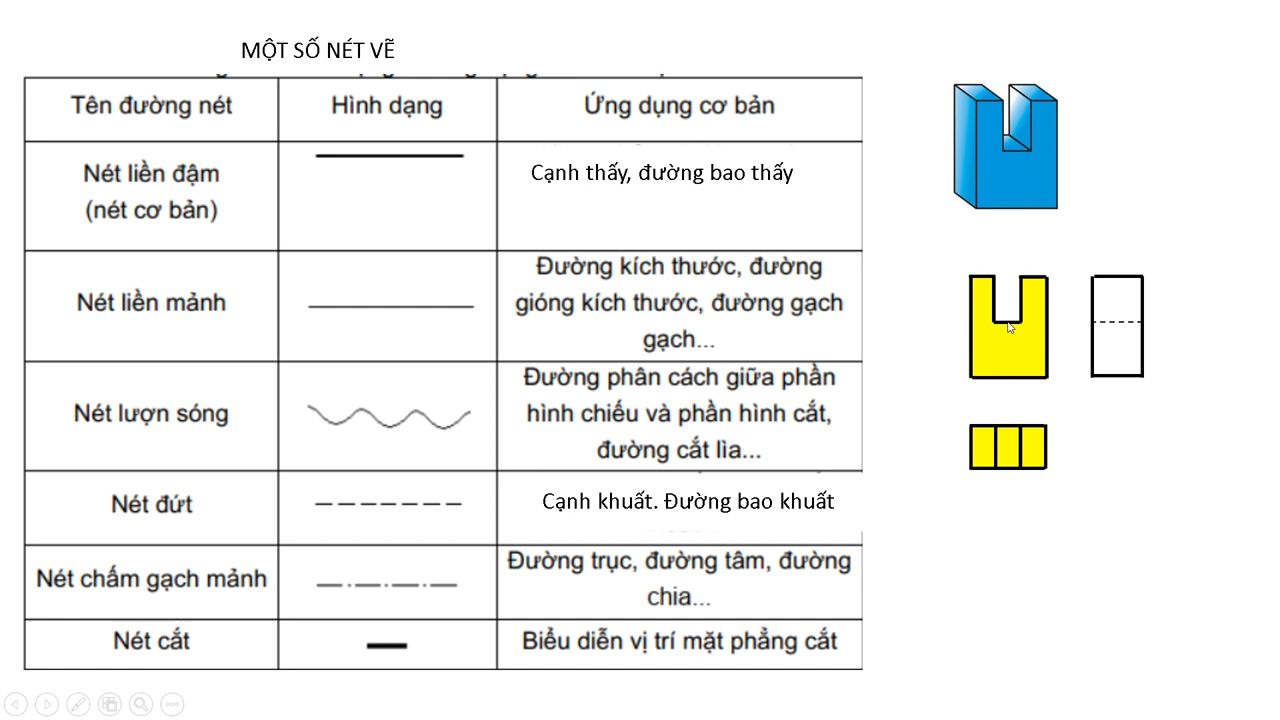 MỘT SỐ NÉT VẼ
Tên đường nét
Hình dạng
Ứng dụng cơ bản
Nét liền đậm
(nét cơ bản)
Cạnh thấy, đường bao thấy
Nét liền mảnh
Đường kích thước, đường
gióng kích thước, đường gạch
gạch...
Nét lượn sóng
Đường phân cách giữa phần
hình chiếu và phần hình cắt,
đường cắt lìa...
Nét đứt
Cạnh khuất. Đường bao khuất
Nét chấm gạch mảnh
Đường trục, đường tâm, đường
chia...
Nét cắt
Biểu diễn vị trí mặt phẳng cắt